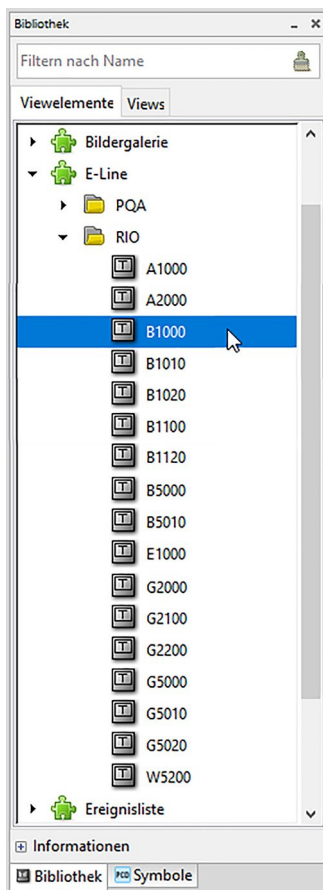 Bibliothek
Filtern nach Name
Viewelemente Views
Bildergalerie
E-Line
PQA
RIO
A1000
A2000
B1000
B1010
B1020
B1100
B1120
B5000
B5010
E1000
G2000
G2100
G2200
G5000
G5010
G5020
W5200
Ereignisliste
Informationen
Bibliothek PCD Symbole